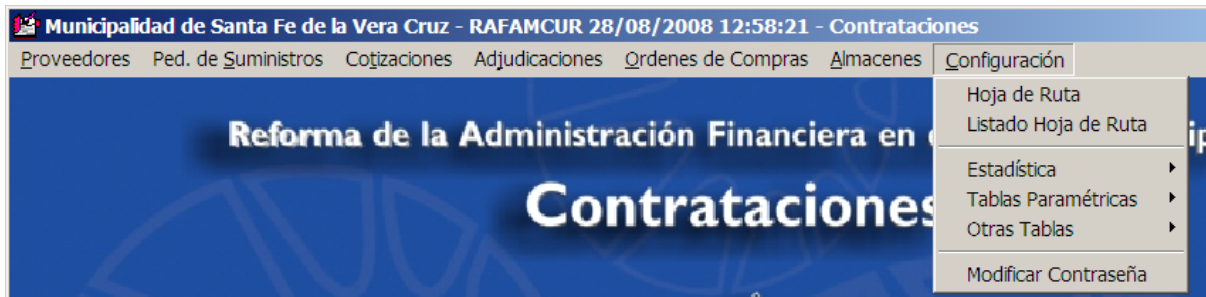 Municipalidad de Santa Fe de la Vera Cruz - RAFAMCUR 28/08/2008 12:58:21 - Contrataciones
Proveedores Ped. de Suministros Cotizaciones Adjudicaciones Ordenes de Compras Almacenes Configuración
Hoja de Ruta
Listado Hoja de Ruta
Reforma de la Administración Financiera en
Estadística
Tablas Paramétricas
Contrataciones
Otras Tablas
Modificar Contraseña